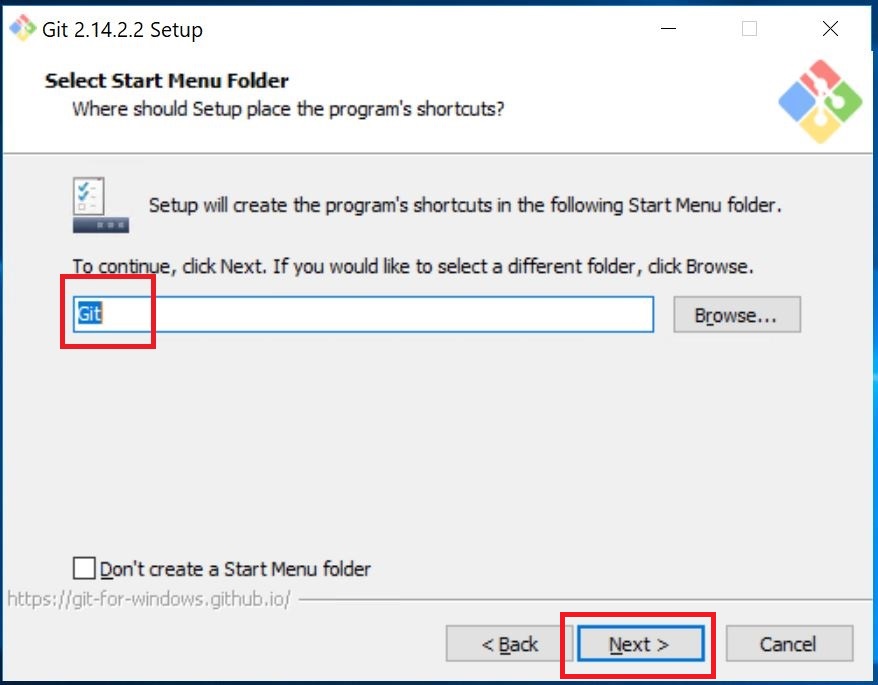 Git 2.14.2.2 Setup
Select Start Menu Folder
Where should Setup place the program's shortcuts?
Setup will create the program's shortcuts in the following Start Menu folder.
To continue, click Next. If you would like to select a different folder, click Browse.
Git
Browse...
Don't create a Start Menu folder
https://git-for-windows.github.io/
< Back
Next >
Cancel